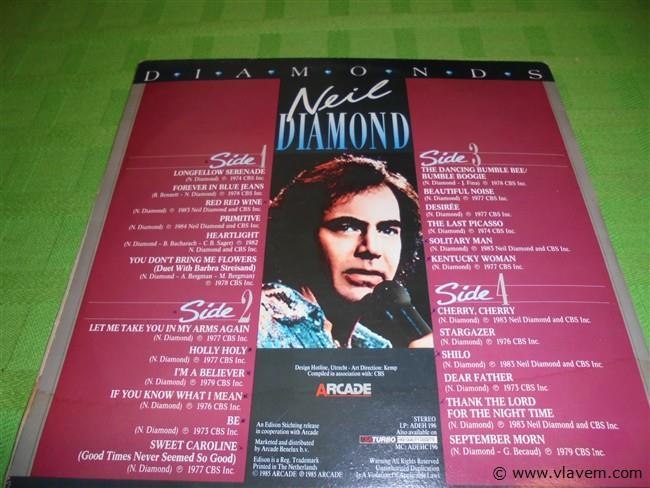 D·I·A·M·O·N·D·S
Neil
DIAMOND
Side 1
LONGFELLOW SERENADE
(N. Diamond) ℗ 1974 CBS Inc.
FOREVER IN BLUE JEANS
(R. Bennett - N. Diamond) ℗ 1978 CBS Inc.
RED RED WINE
(N. Diamond) ℗ 1983 Neil Diamond and CBS Inc.
PRIMITIVE
(N. Diamond) ℗ 1984 Neil Diamond and CBS Inc.
HEARTLIGHT
(N. Diamond - B. Bacharach - C.B. Sager) ℗ 1982
N. Diamond and CBS Inc.
YOU DON'T BRING ME FLOWERS
(Duet With Barbra Streisand)
(N. Diamond - A. Bergman - M. Bergman)
℗ 1978 CBS Inc.
Side 2
LET ME TAKE YOU IN MY ARMS AGAIN
(N. Diamond) ℗ 1977 CBS Inc.
HOLLY HOLY
(N. Diamond) ℗ 1977 CBS Inc.
I'M A BELIEVER
(N. Diamond) ℗ 1979 CBS Inc.
IF YOU KNOW WHAT I MEAN
(N. Diamond) ℗ 1976 CBS Inc.
BE
(N. Diamond) ℗ 1973 CBS Inc.
SWEET CAROLINE
(Good Times Never Seemed So Good)
(N. Diamond) ℗ 1977 CBS Inc.
Side 3
THE DANCING BUMBLE BEE/
BUMBLE BOOGIE
(N. Diamond - J. Fina) ℗ 1978 CBS Inc.
BEAUTIFUL NOISE
(N. Diamond) ℗ 1977 CBS Inc.
DESIRÉE
(N. Diamond) ℗ 1977 CBS Inc.
THE LAST PICASSO
(N. Diamond) ℗ 1974 CBS Inc.
SOLITARY MAN
(N. Diamond) ℗ 1983 Neil Diamond and CBS Inc.
KENTUCKY WOMAN
(N. Diamond) ℗ 1977 CBS Inc.
Side 4
CHERRY, CHERRY
(N. Diamond) ℗ 1983 Neil Diamond and CBS Inc.
STARGAZER
(N. Diamond) ℗ 1976 CBS Inc.
SHILO
(N. Diamond) ℗ 1983 Neil Diamond and CBS Inc.
DEAR FATHER
(N. Diamond) ℗ 1973 CBS Inc.
THANK THE LORD
FOR THE NIGHT TIME
(N. Diamond) ℗ 1983 Neil Diamond and CBS Inc.
SEPTEMBER MORN
(N. Diamond - G. Becaud) ℗ 1979 CBS Inc.
Design Hotline, Utrecht - Art Direction: Kemp
Compiled in association with: CBS
ARCADE
An Edison Stichting release
in cooperation with Arcade
Marketed and distributed
by Arcade Benelux b.v.
Edison is a Reg. Trademark
Printed in The Netherlands
© 1985 ARCADE ℗ 1985 ARCADE
STEREO
LP: ADEH 196
Also available on
TURBO
MC: ADEHC 196
Warning All Rights Reserved
Unauthorized Duplication
Is A Violation Of Applicable Laws.
© www.vlavem.com